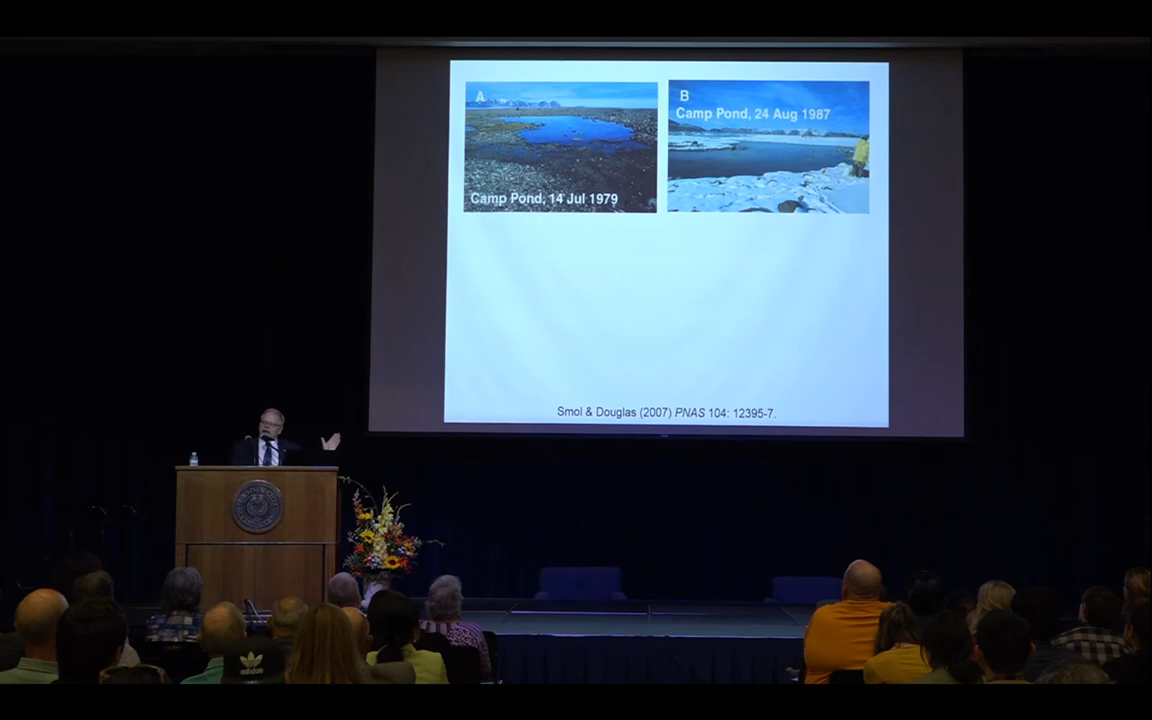 A
Camp Pond, 14 Jul 1979
B
Camp Pond, 24 Aug 1987
Smol & Douglas (2007) PNAS 104: 12395-7.